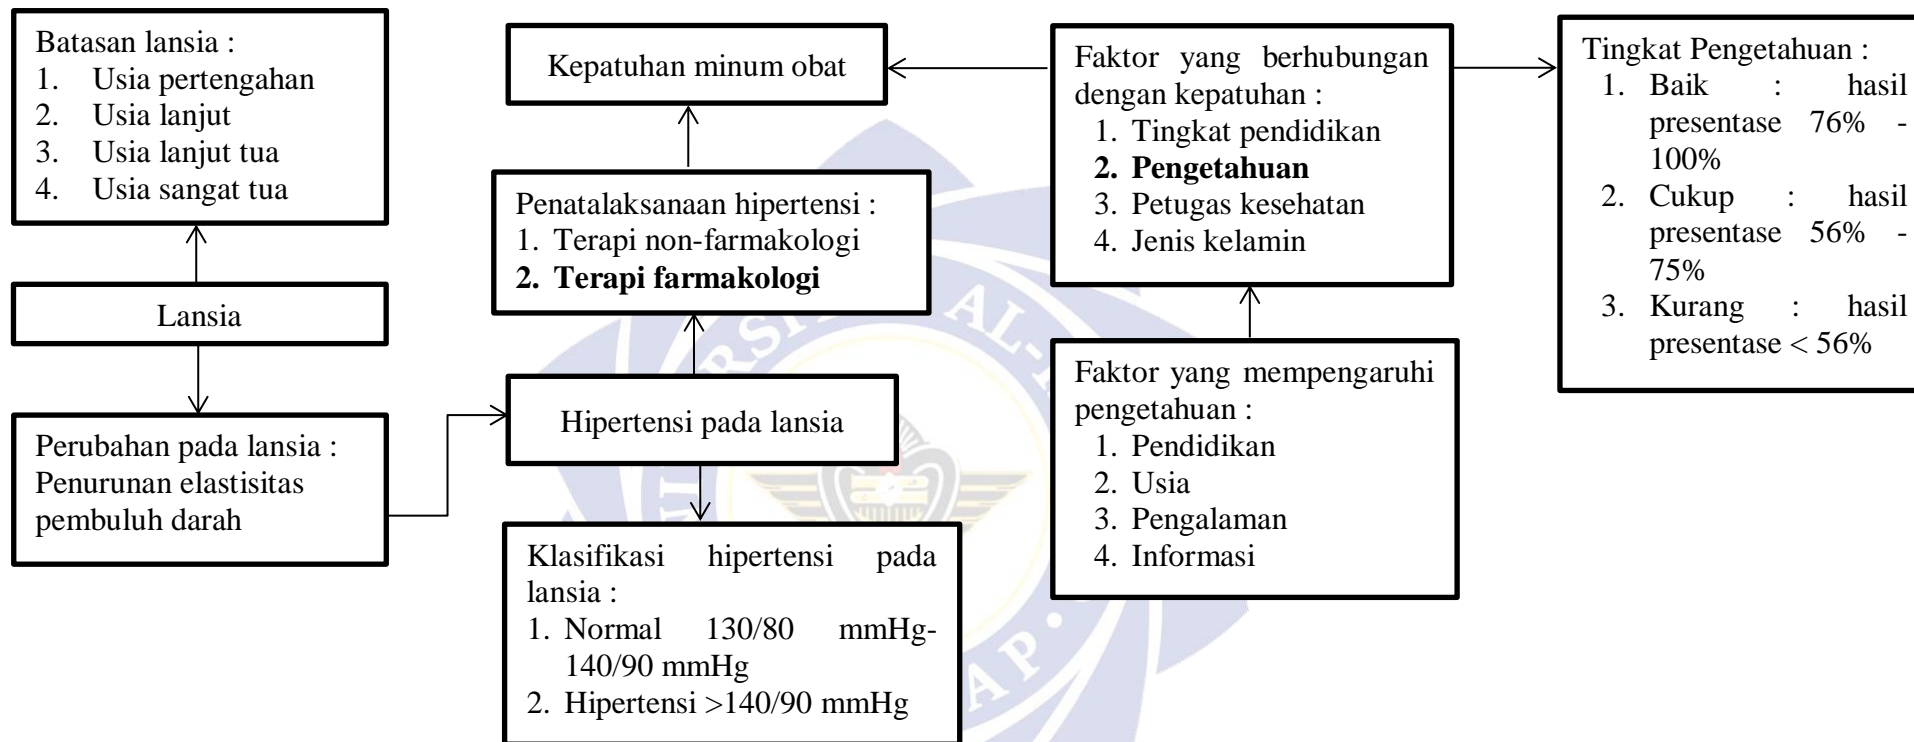 Batasan lansia :
1. Usia pertengahan
2. Usia lanjut
3. Usia lanjut tua
4. Usia sangat tua
Lansia
Perubahan pada lansia :
Penurunan elastisitas
pembuluh darah
Kepatuhan minum obat
Penatalaksanaan hipertensi :
1. Terapi non-farmakologi
2. Terapi farmakologi
Hipertensi pada lansia
Klasifikasi hipertensi pada
lansia :
1. Normal 130/80 mmHg-
140/90 mmHg
2. Hipertensi >140/90 mmHg
Faktor yang berhubungan
dengan kepatuhan :
1. Tingkat pendidikan
2. Pengetahuan
3. Petugas kesehatan
4. Jenis kelamin
Faktor yang mempengaruhi
pengetahuan :
1. Pendidikan
2. Usia
3. Pengalaman
4. Informasi
Tingkat Pengetahuan :
1. Baik : hasil
presentase 76% -
100%
2. Cukup : hasil
presentase 56% -
75%
3. Kurang : hasil
presentase < 56%